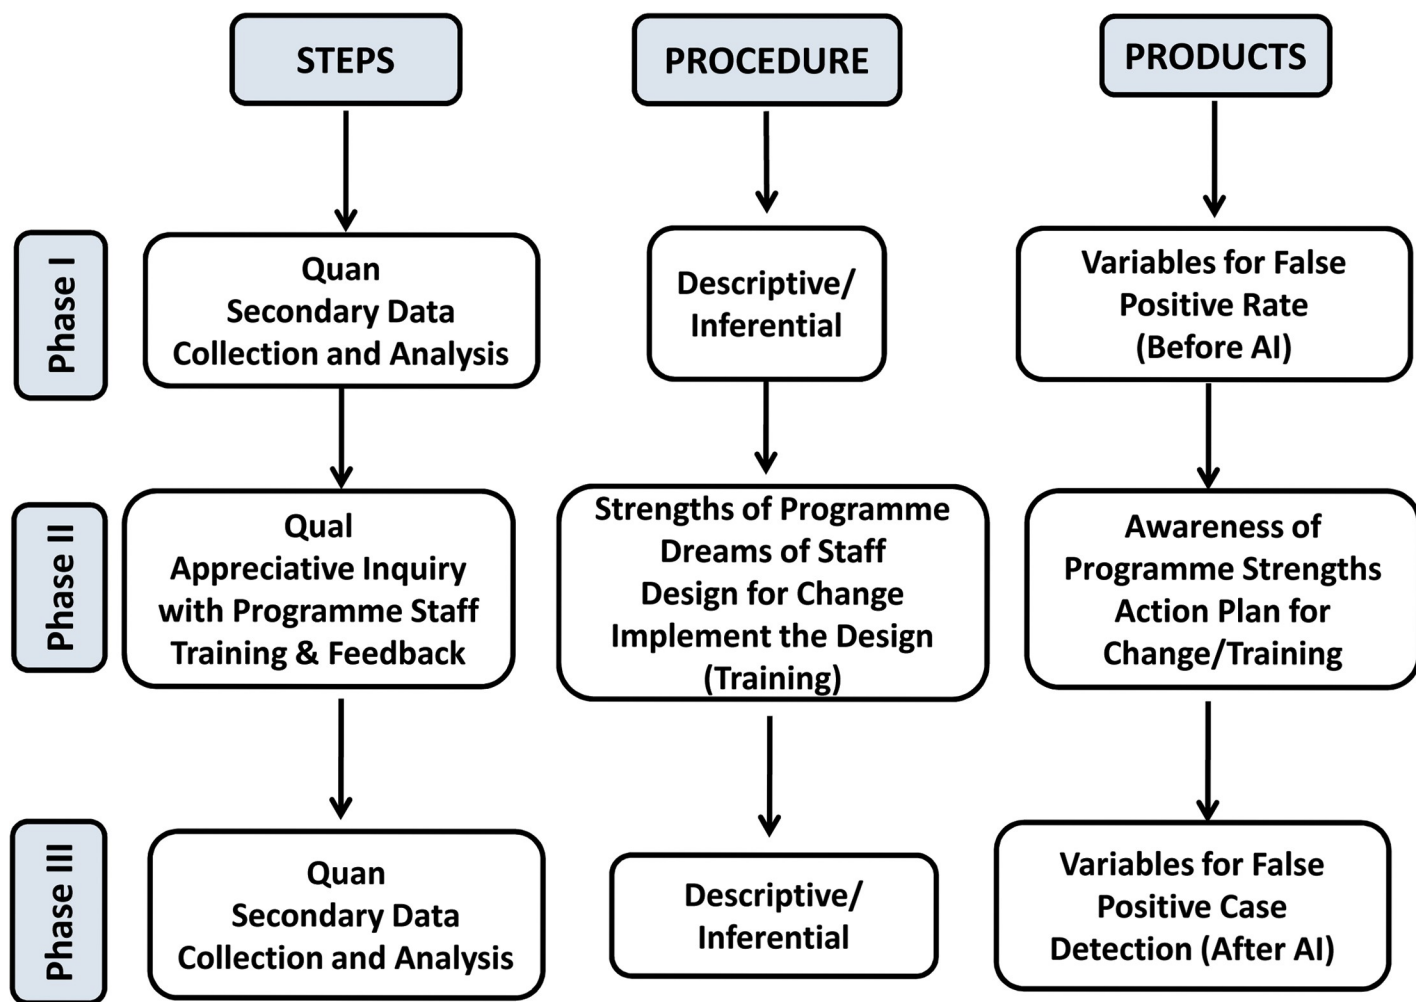 STEPS
PROCEDURE
PRODUCTS
Phase I
Quan
Secondary Data
Collection and Analysis
Descriptive/
Inferential
Variables for False
Positive Rate
(Before AI)
Phase II
Qual
Appreciative Inquiry
with Programme Staff
Training & Feedback
Strengths of Programme
Dreams of Staff
Design for Change
Implement the Design
(Training)
Awareness of
Programme Strengths
Action Plan for
Change/Training
Phase III
Quan
Secondary Data
Collection and Analysis
Descriptive/
Inferential
Variables for False
Positive Case
Detection (After AI)